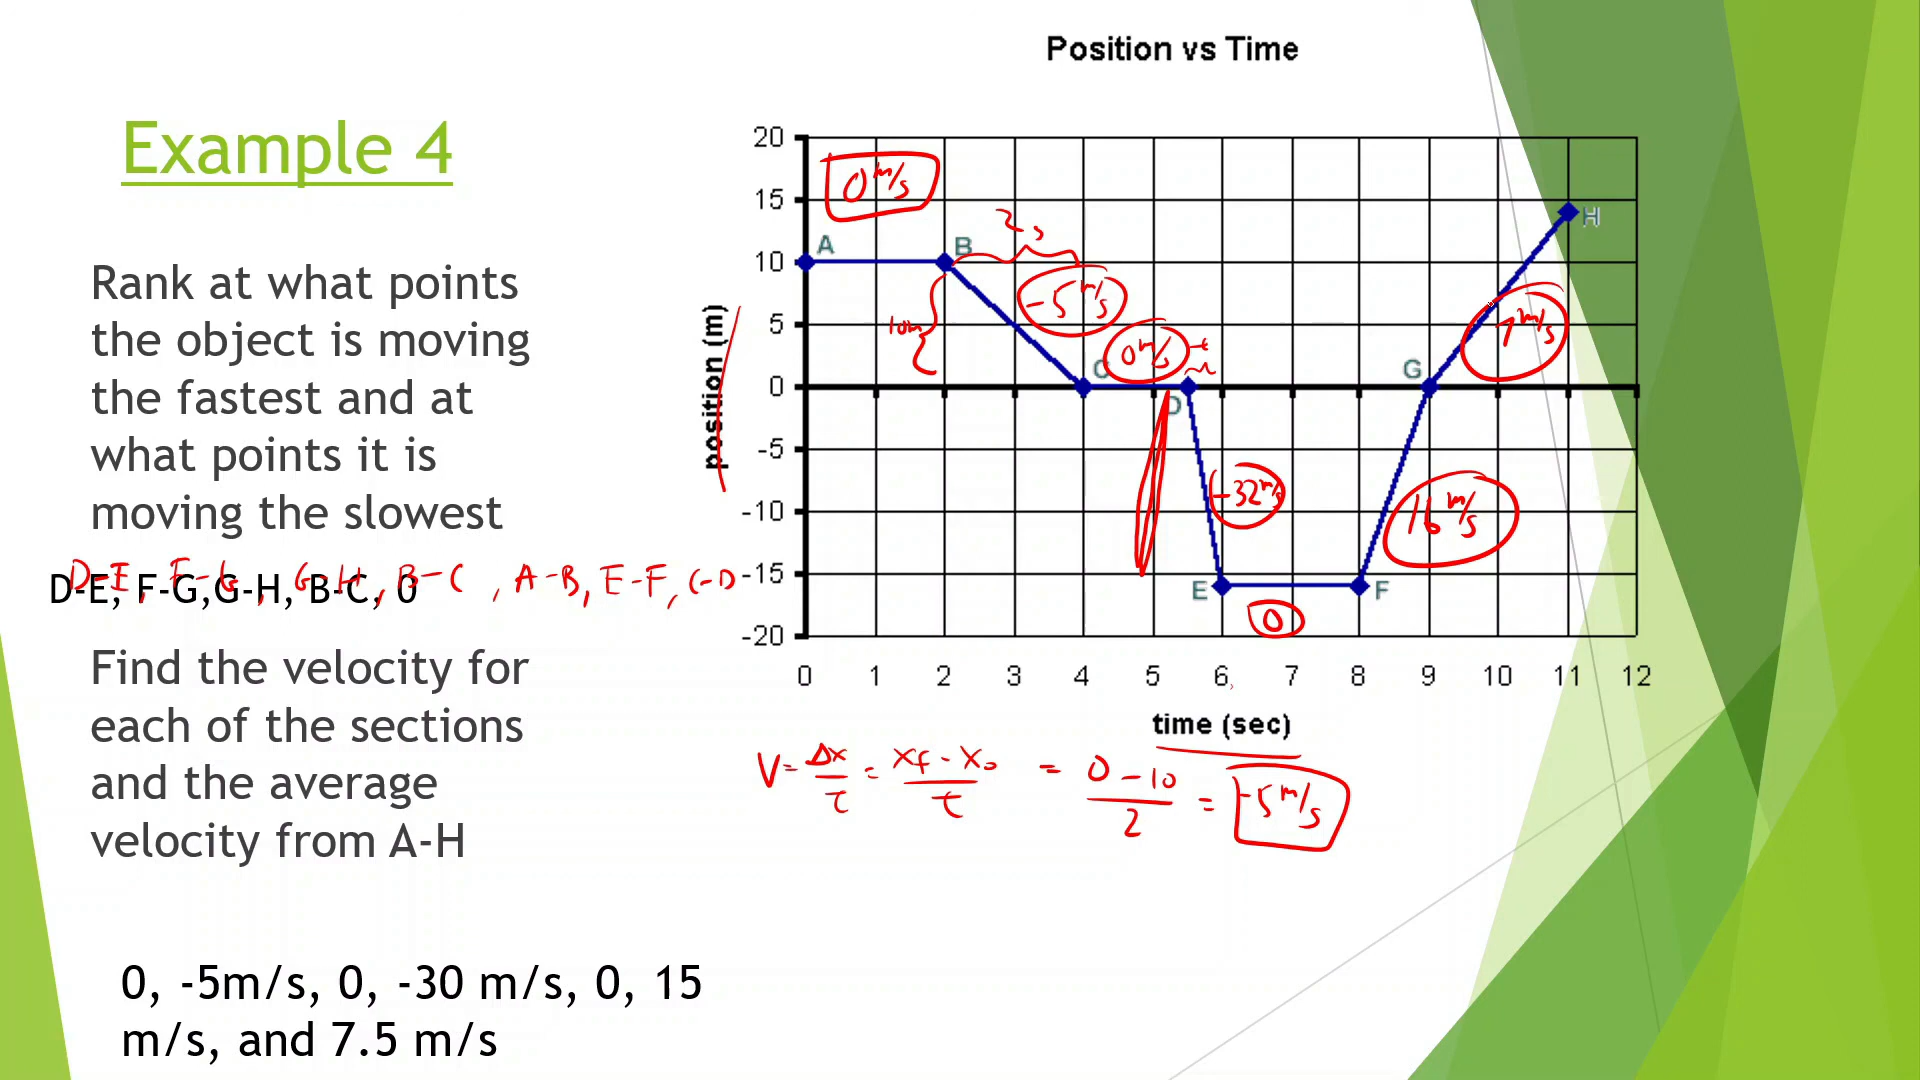 Position vs Time
Example 4
Rank at what points
the object is moving
the fastest and at
what points it is
moving the slowest
D-E, F-G,G-H, B-C, 0
D-E, F-G, G-H, B-C, A-B, E-F, C-D
Find the velocity for
each of the sections
and the average
velocity from A-H
0, -5m/s, 0, -30 m/s, 0, 15
m/s, and 7.5 m/s
position (m)
20
15
10
5
0
-5
-10
-15
-20
0 1 2 3 4 5 6 7 8 9 10 11 12
time (sec)
A
B
C
D
E
F
G
H
0 m/s
2s
10m
-5 m/s
0 m/s
-32 m/s
0
16 m/s
7 m/s
V = Δx/t = xf - x0/t = 0 - 10/2 = -5 m/s